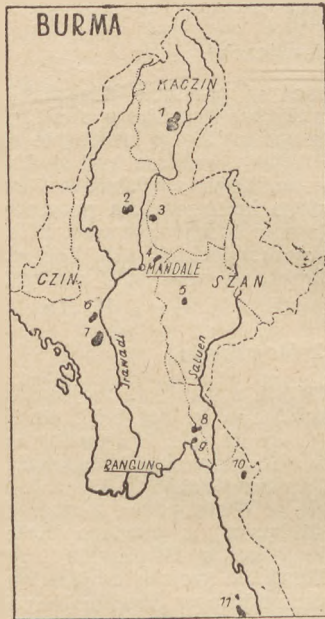 BURMA
KACZIN
1
2
3
4
MANDALE
CZIN
SZAN
5
6
7
Irawadi
Saluen
8
9
RANGUN
10
11